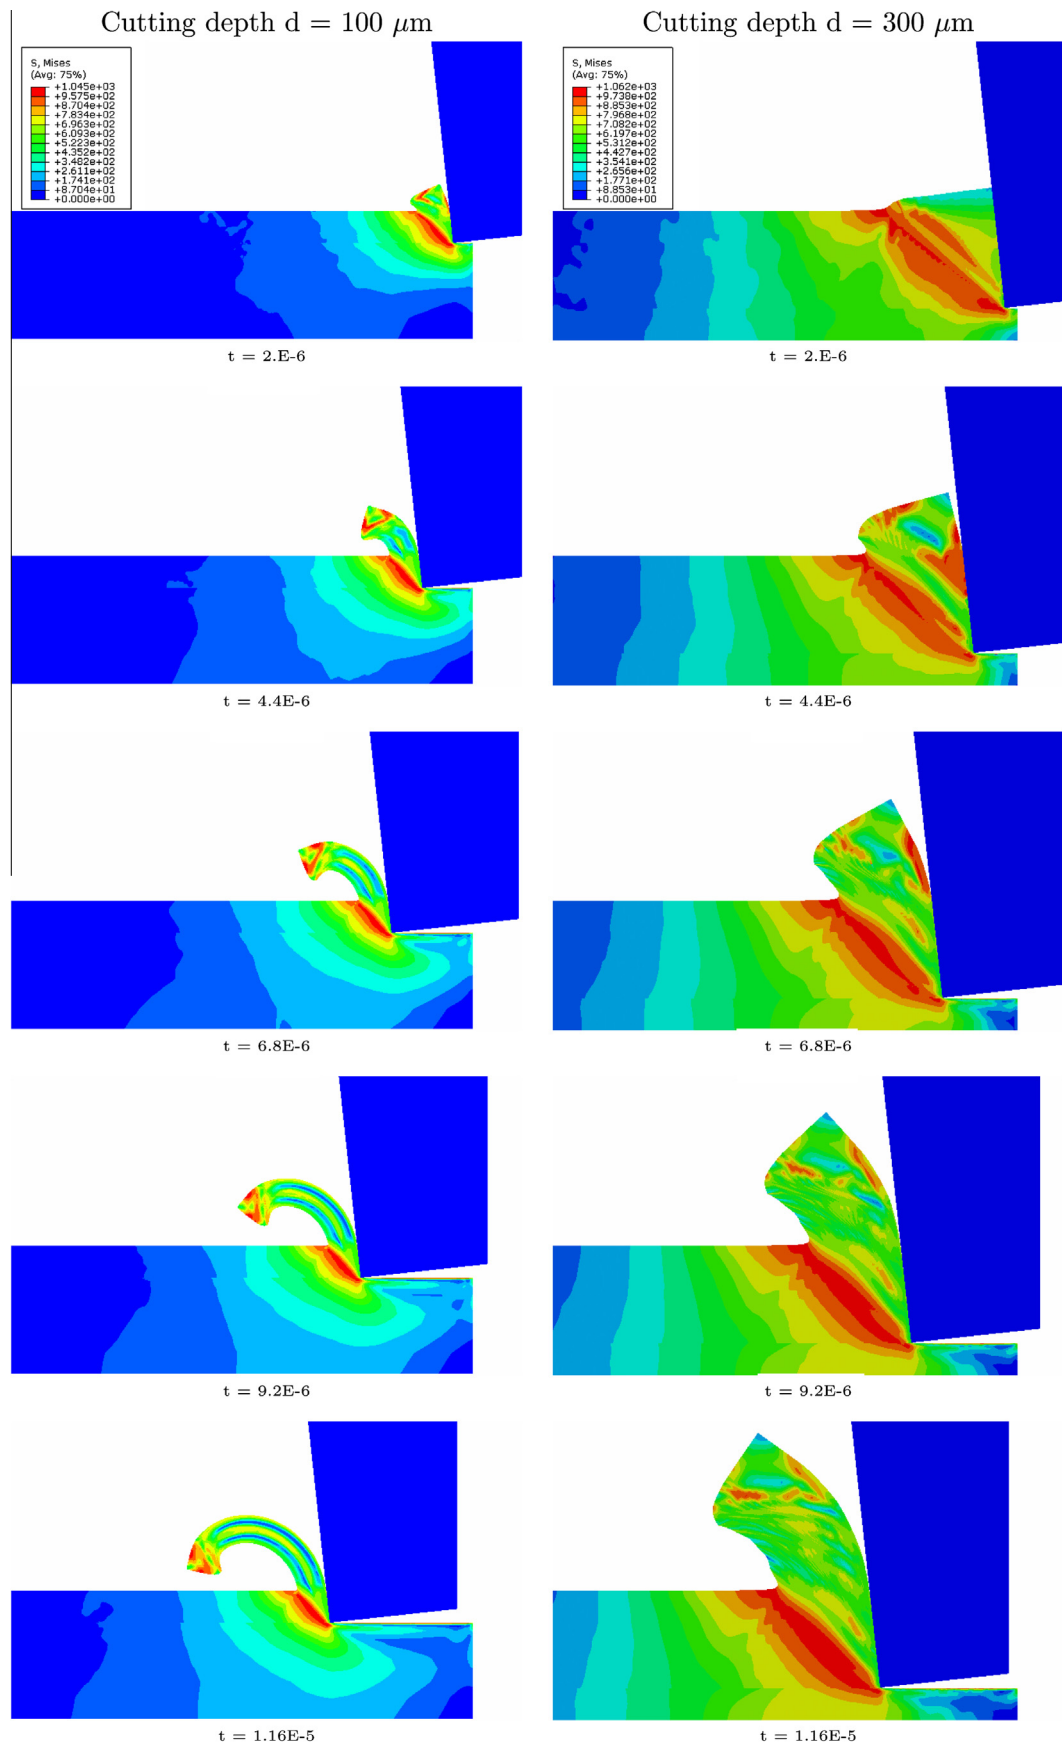 Cutting depth d = 100 μm
Cutting depth d = 300 μm
S, Mises
(Avg: 75%)
+1.045e+03
+9.575e+02
+8.704e+02
+7.834e+02
+6.963e+02
+6.093e+02
+5.223e+02
+4.352e+02
+3.482e+02
+2.611e+02
+1.741e+02
+8.704e+01
+0.000e+00
S, Mises
(Avg: 75%)
+1.062e+03
+9.738e+02
+8.853e+02
+7.968e+02
+7.082e+02
+6.197e+02
+5.312e+02
+4.427e+02
+3.541e+02
+2.656e+02
+1.771e+02
+8.853e+01
+0.000e+00
t = 2.E-6
t = 2.E-6
t = 4.4E-6
t = 4.4E-6
t = 6.8E-6
t = 6.8E-6
t = 9.2E-6
t = 9.2E-6
t = 1.16E-5
t = 1.16E-5